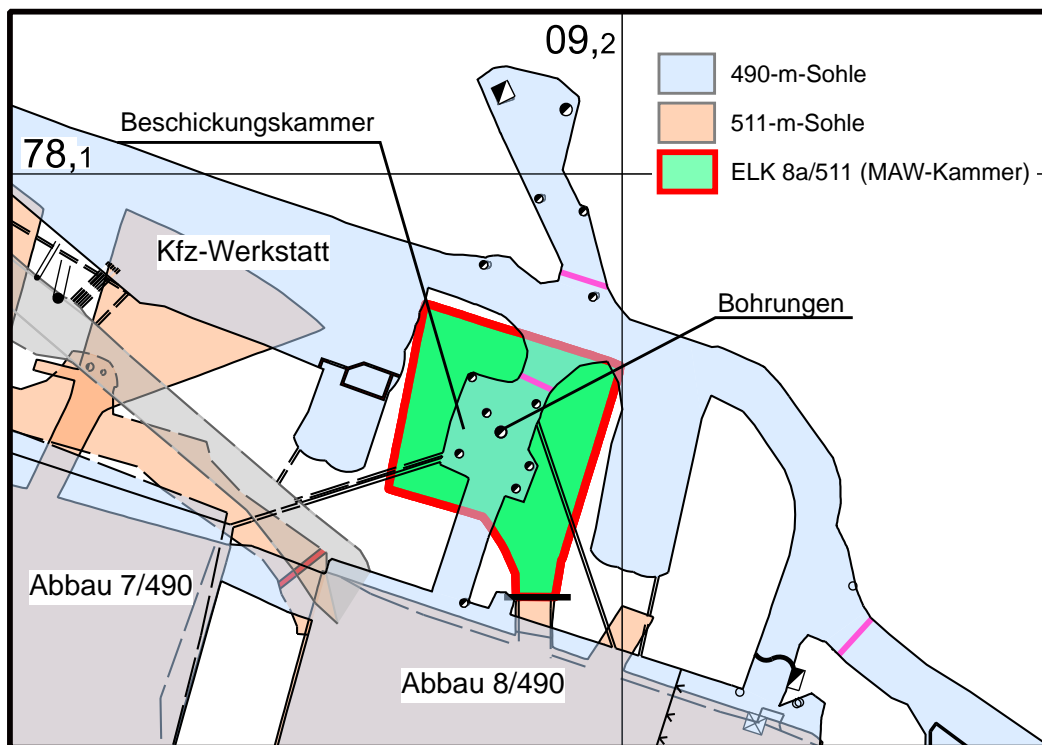 09,2
490-m-Sohle
Beschickungskammer
511-m-Sohle
78,1
ELK 8a/511 (MAW-Kammer)
Kfz-Werkstatt
Bohrungen
Abbau 7/490
Abbau 8/490